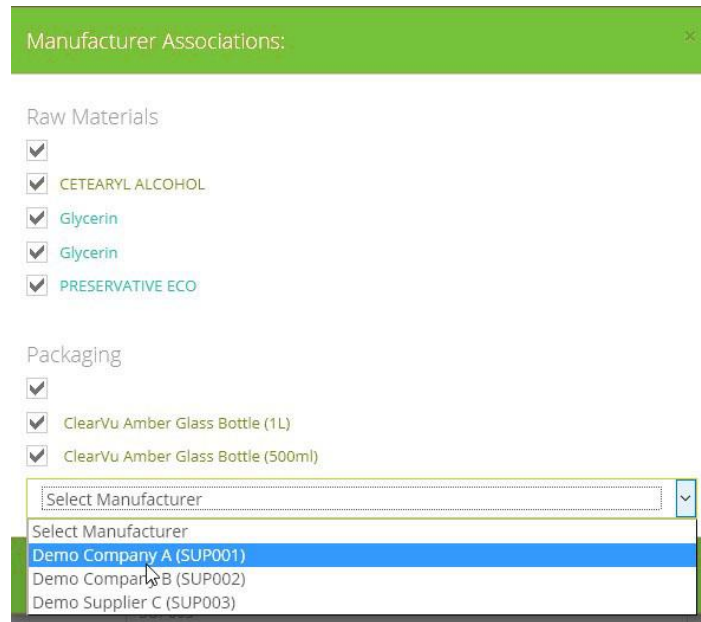 Manufacturer Associations:
Raw Materials
CETEARYL ALCOHOL
Glycerin
Glycerin
PRESERVATIVE ECO
Packaging
ClearVu Amber Glass Bottle (1L)
ClearVu Amber Glass Bottle (500ml)
Select Manufacturer
Select Manufacturer
Demo Company A (SUP001)
Demo Company B (SUP002)
Demo Supplier C (SUP003)